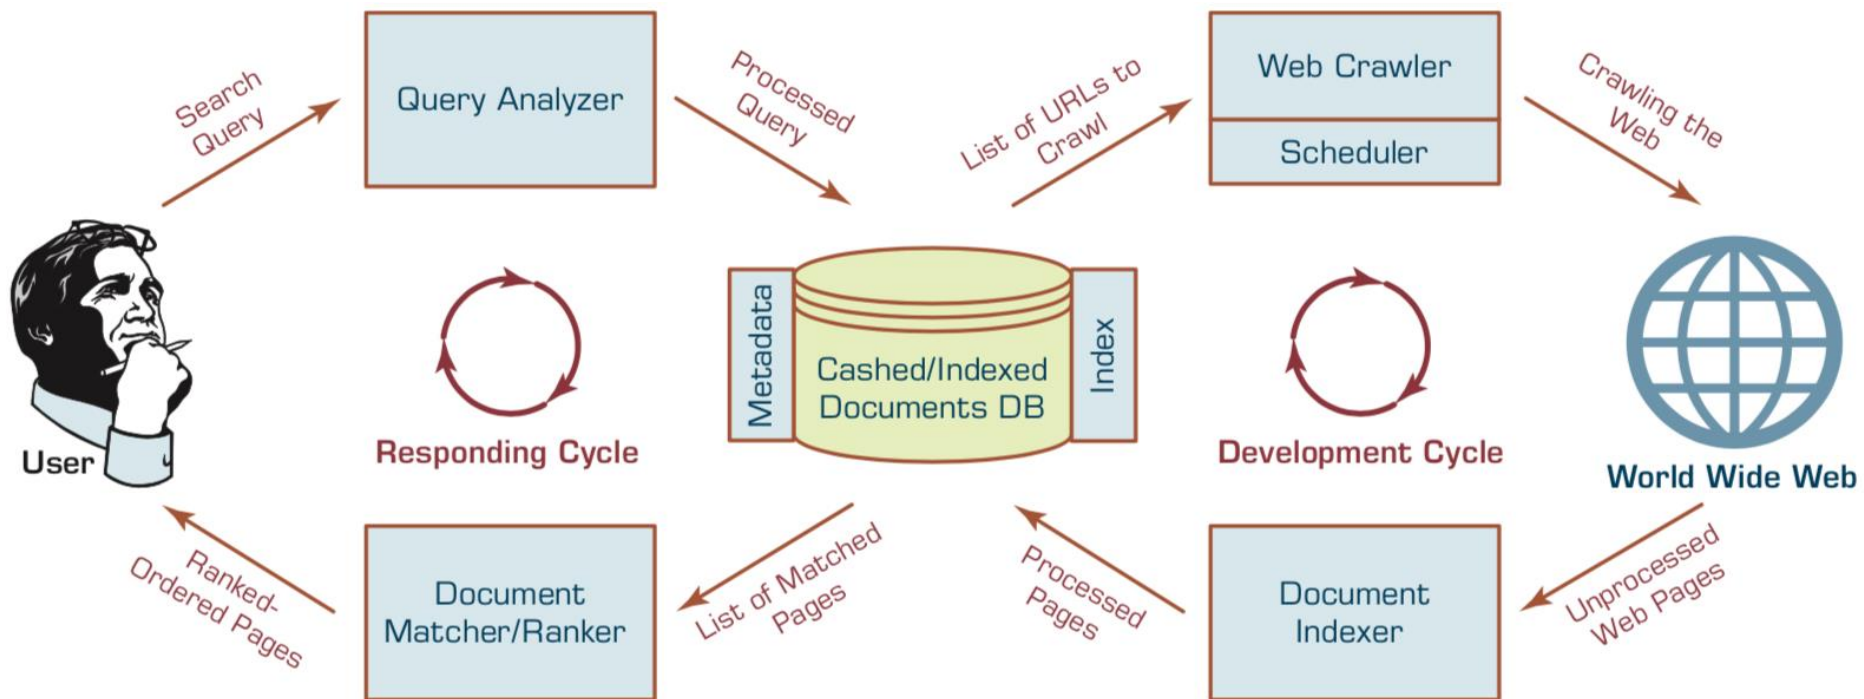 Search
Query
Query Analyzer
Processed
Query
List of URLs to
Crawl
Web Crawler
Scheduler
Crawling the
Web
User
Responding Cycle
Metadata
Cashed/Indexed
Documents DB
Index
Development Cycle
World Wide Web
Ranked-
Ordered Pages
Document
Matcher/Ranker
List of Matched
Pages
Processed
Pages
Document
Indexer
Unprocessed
Web Pages